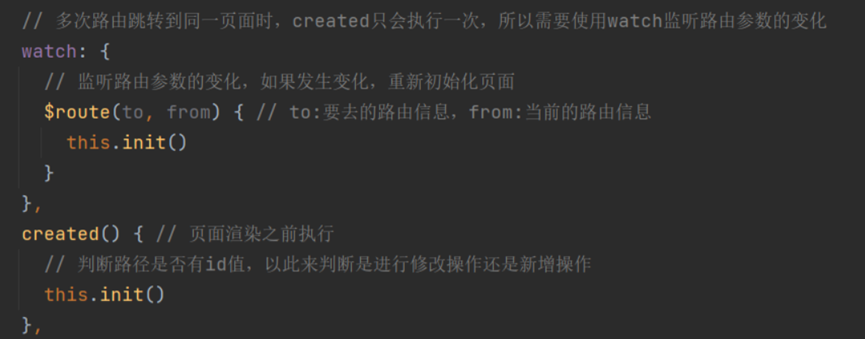 // 多次路由跳转到同一页面时，created只会执行一次，所以需要使用watch监听路由参数的变化
watch: {
// 监听路由参数的变化，如果发生变化，重新初始化页面
$route(to, from) { // to:要去的路由信息，from:当前的路由信息
this.init()
}
},
created() { // 页面渲染之前执行
// 判断路径是否有id值，以此来判断是进行修改操作还是新增操作
this.init()
},